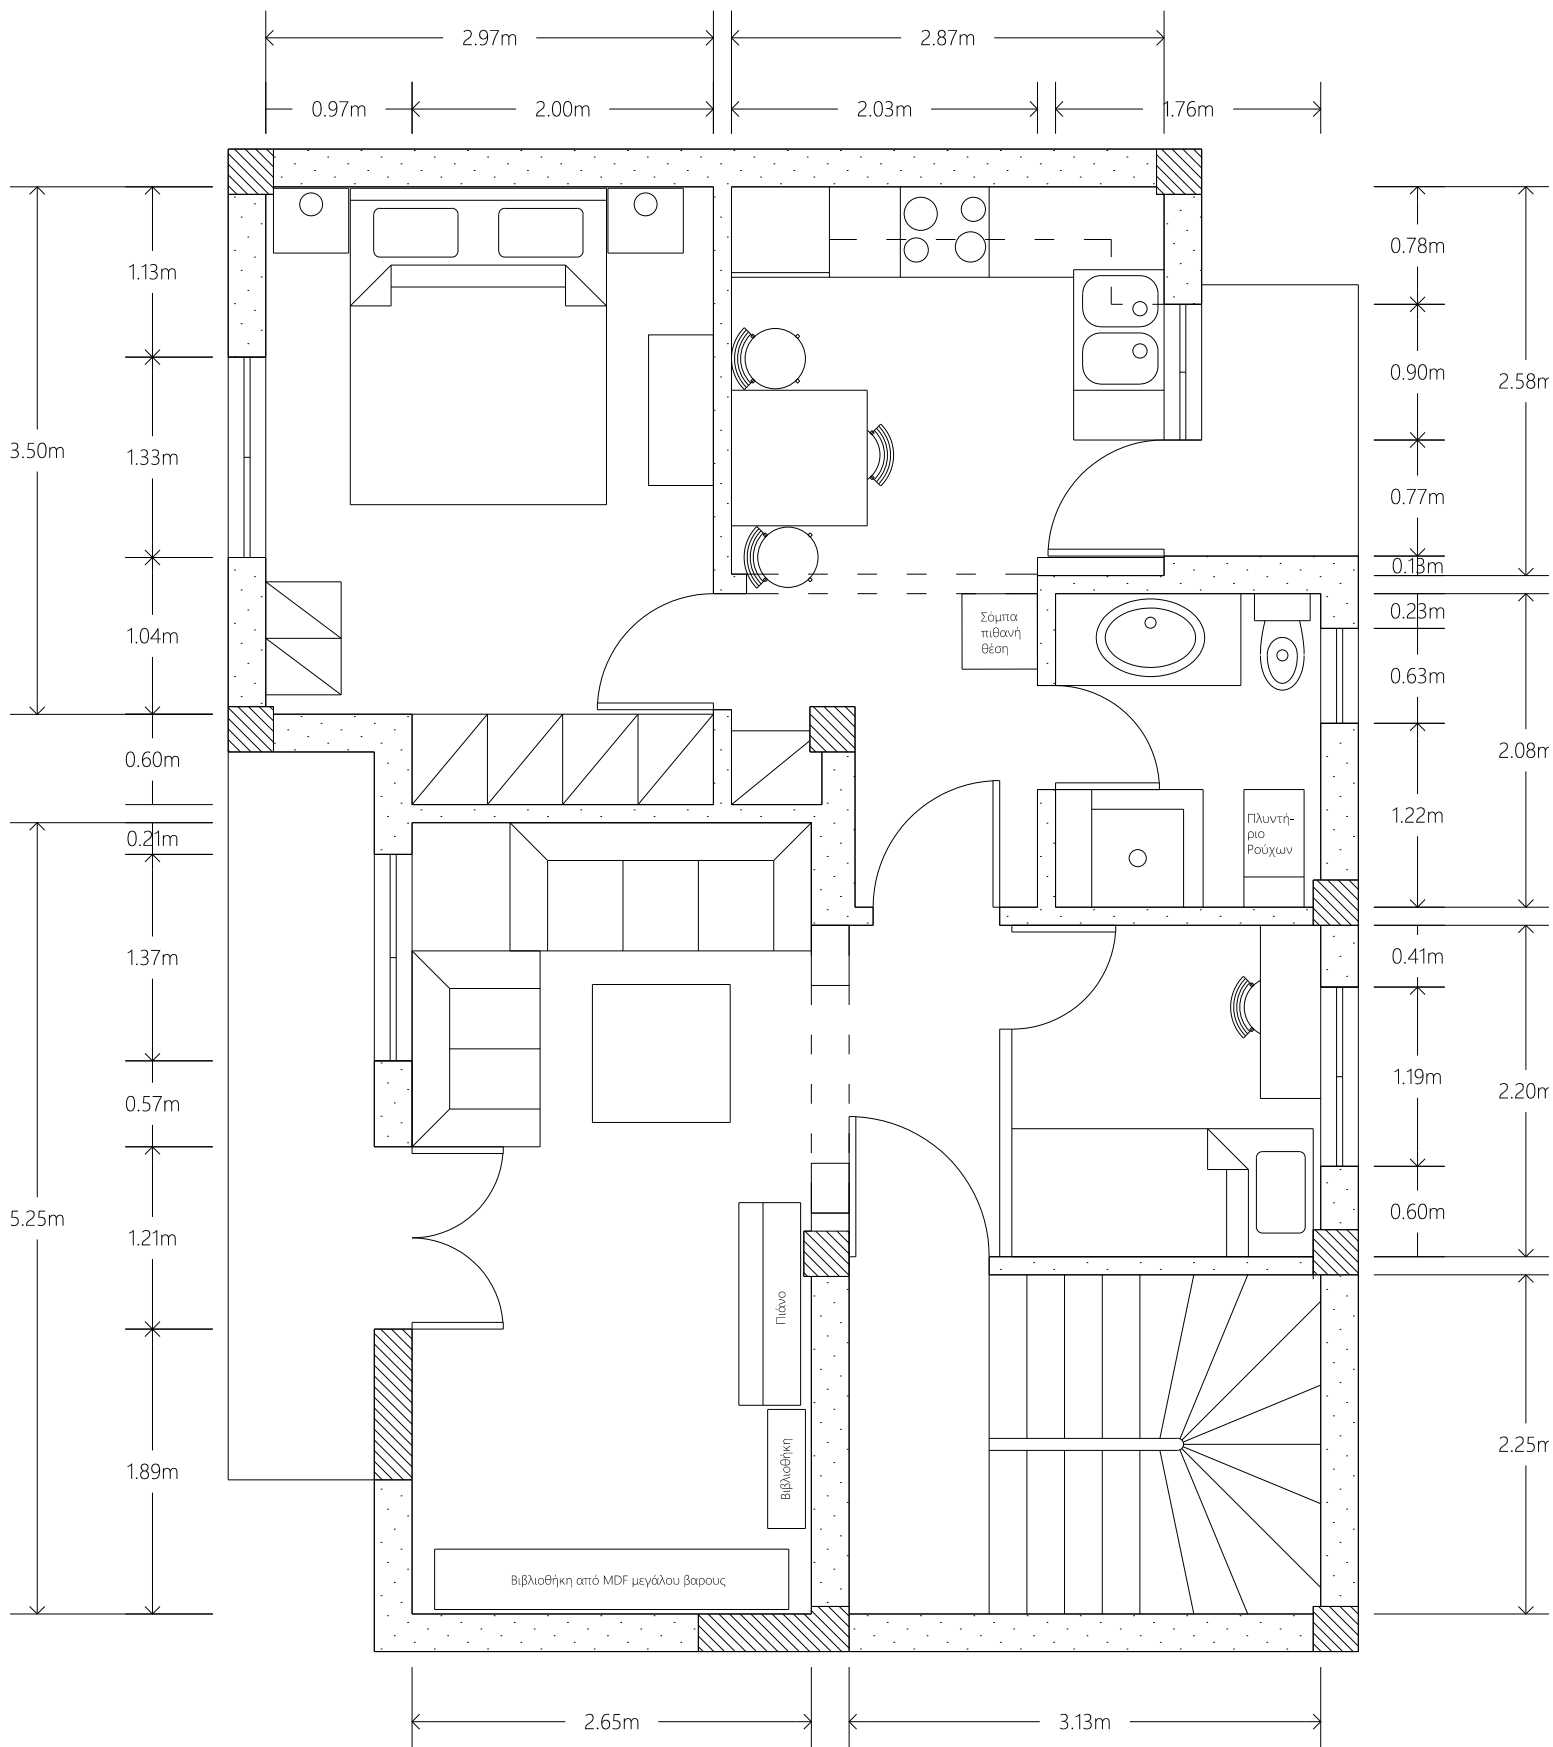 2.97m
2.87m
0.97m
2.00m
2.03m
1.76m
1.13m
0.78m
1.33m
0.90m
2.58m
3.50m
0.77m
0.13m
0.23m
1.04m
Σόμπα
πιθανή
θέση
0.63m
0.60m
2.08m
1.22m
0.21m
Πλυντή-
ριο
Ρούχων
1.37m
0.41m
0.57m
1.19m
2.20m
5.25m
1.21m
0.60m
Πιάνο
1.89m
Βιβλιοθήκη
2.25m
Βιβλιοθήκη από MDF μεγάλου βαρους
2.65m
3.13m